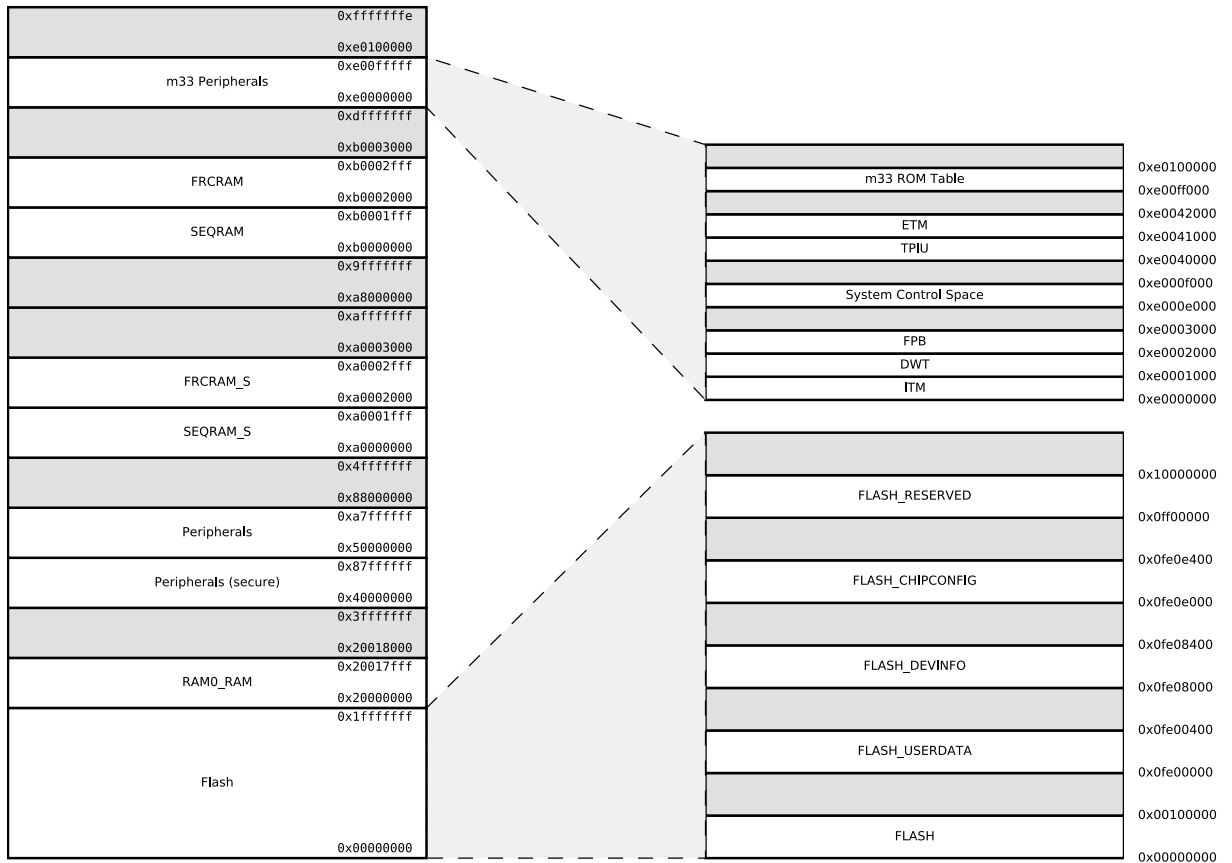 0xfffffffe
0xe0100000
0xe00fffff
m33 Peripherals
0xe0000000
0xdfffffff
0xb0003000
0xb0002fff
FRCRAM
0xb0002000
0xb0001fff
SEQRAM
0xb0000000
0x9fffffff
0xa8000000
0xafffffff
0xa0003000
0xa0002fff
FRCRAM_S
0xa0002000
0xa0001fff
SEQRAM_S
0xa0000000
0x4fffffff
0x88000000
0xa7ffffff
Peripherals
0x50000000
0x87ffffff
Peripherals (secure)
0x40000000
0x3fffffff
0x20018000
0x20017fff
RAM0_RAM
0x20000000
0x1fffffff
Flash
0x00000000
0xe0100000
m33 ROM Table
0xe00ff000
0xe0042000
ETM
0xe0041000
TPIU
0xe0040000
0xe000f000
System Control Space
0xe000e000
0xe0003000
FPB
0xe0002000
DWT
0xe0001000
ITM
0xe0000000
0x10000000
FLASH_RESERVED
0x0ff00000
0x0fe0e400
FLASH_CHIPCONFIG
0x0fe0e000
0x0fe08400
FLASH_DEVINFO
0x0fe08000
0x0fe00400
FLASH_USERDATA
0x0fe00000
0x00100000
FLASH
0x00000000